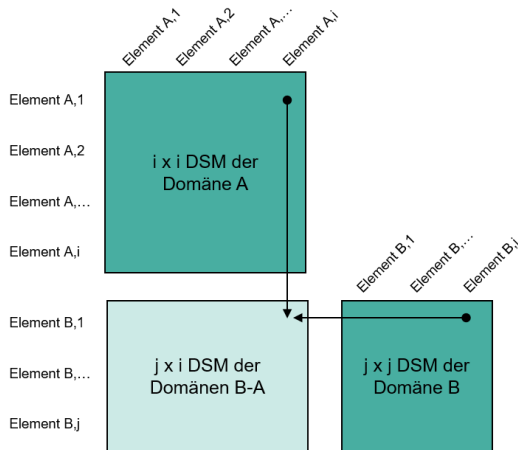 Element A,1
Element A,2
Element A,…
Element A,i
Element A,1
Element A,2
Element A,…
Element A,i
i x i DSM der
Domäne A
Element B,1
Element B,…
Element B,j
Element B,1
Element B,…
Element B,j
j x i DSM der
Domänen B-A
j x j DSM der
Domäne B